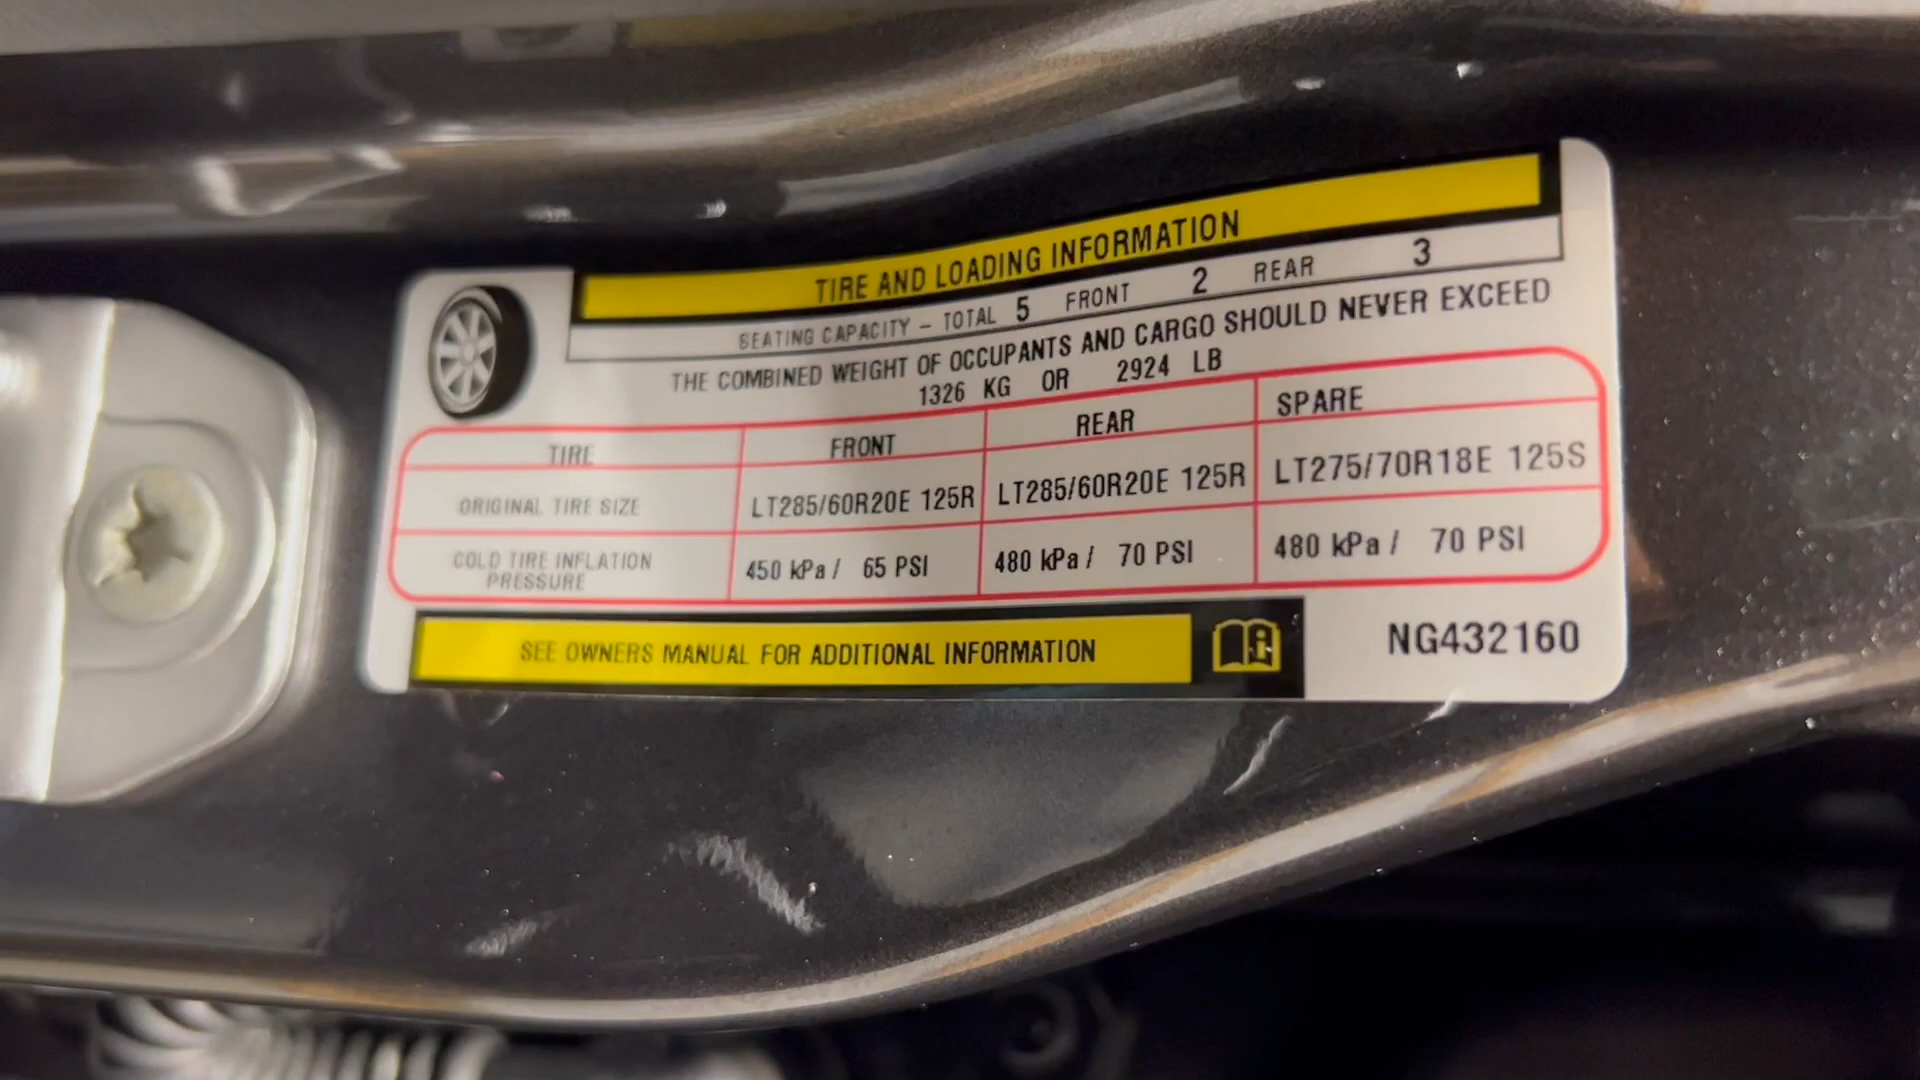 TIRE AND LOADING INFORMATION
SEATING CAPACITY – TOTAL 5 FRONT 2 REAR 3
THE COMBINED WEIGHT OF OCCUPANTS AND CARGO SHOULD NEVER EXCEED
1326 KG OR 2924 LB
TIRE FRONT REAR SPARE
ORIGINAL TIRE SIZE LT285/60R20E 125R LT285/60R20E 125R LT275/70R18E 125S
COLD TIRE INFLATION PRESSURE 450 kPa / 65 PSI 480 kPa / 70 PSI 480 kPa / 70 PSI
SEE OWNERS MANUAL FOR ADDITIONAL INFORMATION
NG432160